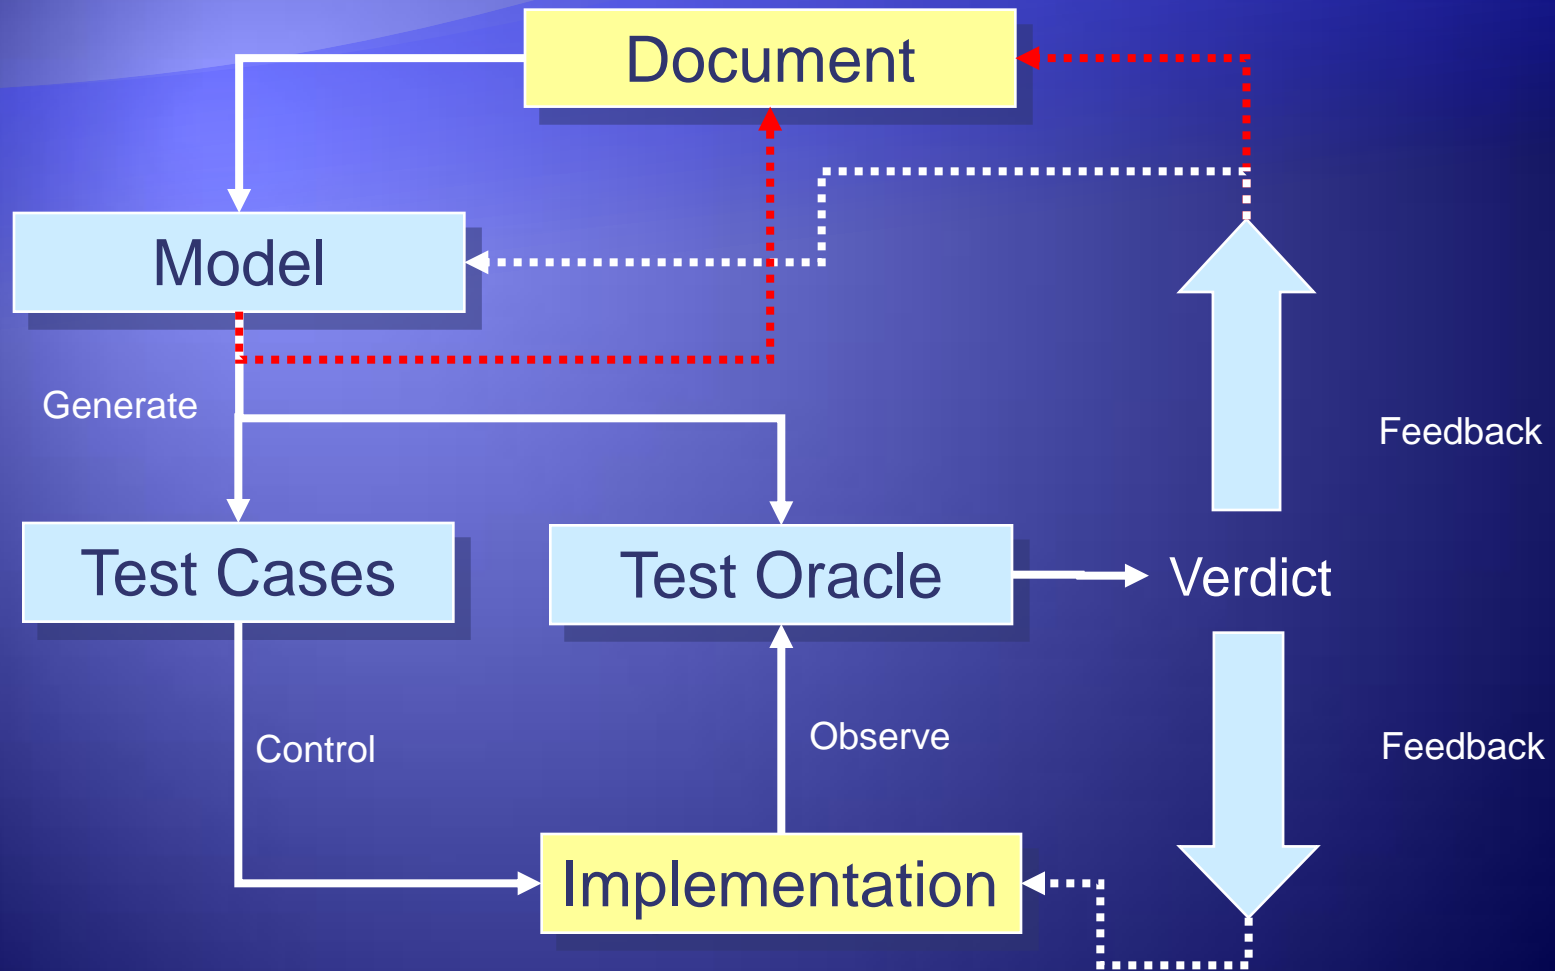 Document
Model
Generate
Feedback
Test Cases
Test Oracle
Verdict
Control
Observe
Feedback
Implementation